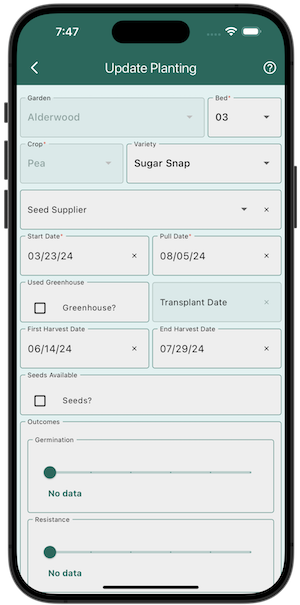 7:47
Update Planting
Garden
Alderwood
Bed*
03
Crop*
Pea
Variety
Sugar Snap
Seed Supplier
Start Date*
03/23/24
Pull Date*
08/05/24
Used Greenhouse
Greenhouse?
Transplant Date
First Harvest Date
06/14/24
End Harvest Date
07/29/24
Seeds Available
Seeds?
Outcomes
Germination
No data
Resistance
No data